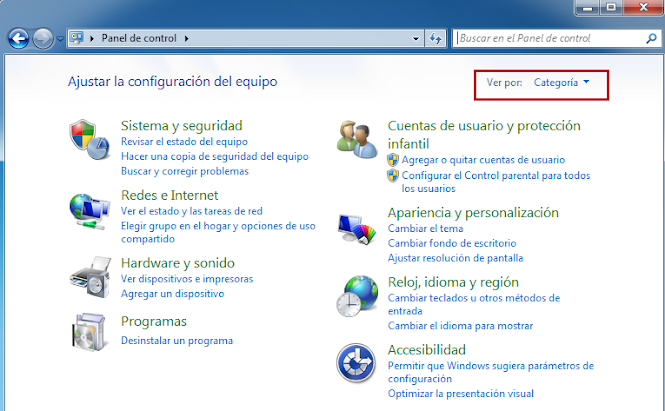 Panel de control
Buscar en el Panel de control
Ajustar la configuración del equipo
Ver por: Categoría
Sistema y seguridad
Revisar el estado del equipo
Hacer una copia de seguridad del equipo
Buscar y corregir problemas
Redes e Internet
Ver el estado y las tareas de red
Elegir grupo en el hogar y opciones de uso
compartido
Hardware y sonido
Ver dispositivos e impresoras
Agregar un dispositivo
Programas
Desinstalar un programa
Cuentas de usuario y protección
infantil
Agregar o quitar cuentas de usuario
Configurar el Control parental para todos
los usuarios
Apariencia y personalización
Cambiar el tema
Cambiar fondo de escritorio
Ajustar resolución de pantalla
Reloj, idioma y región
Cambiar teclados u otros métodos de
entrada
Cambiar el idioma para mostrar
Accesibilidad
Permitir que Windows sugiera parámetros de
configuración
Optimizar la presentación visual